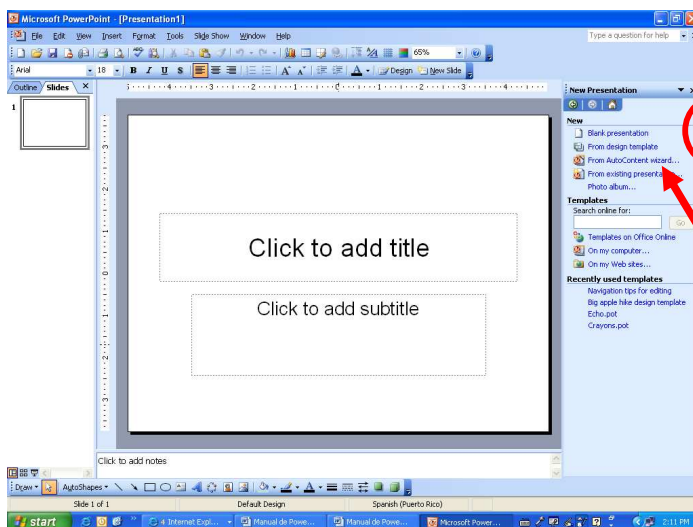 Microsoft PowerPoint - [Presentation1]
File Edit View Insert Format Tools Slide Show Window Help
Type a question for help
65%
Arial 18 B I U S A A A Design New Slide
Outline Slides
New Presentation
1
New
Blank presentation
From design template
From AutoContent wizard...
From existing presentation...
Photo album...
Templates
Search online for:
Go
Templates on Office Online
On my computer...
On my Web sites...
Recently used templates
Navigation tips for editing
Big apple hike design template
Echo.pot
Crayons.pot
Click to add title
Click to add subtitle
Click to add notes
Draw AutoShapes A
Slide 1 of 1 Default Design Spanish (Puerto Rico)
start 4 Internet Expl... Manual de Powe... Manual de Powe... Microsoft Power... 2:11 PM